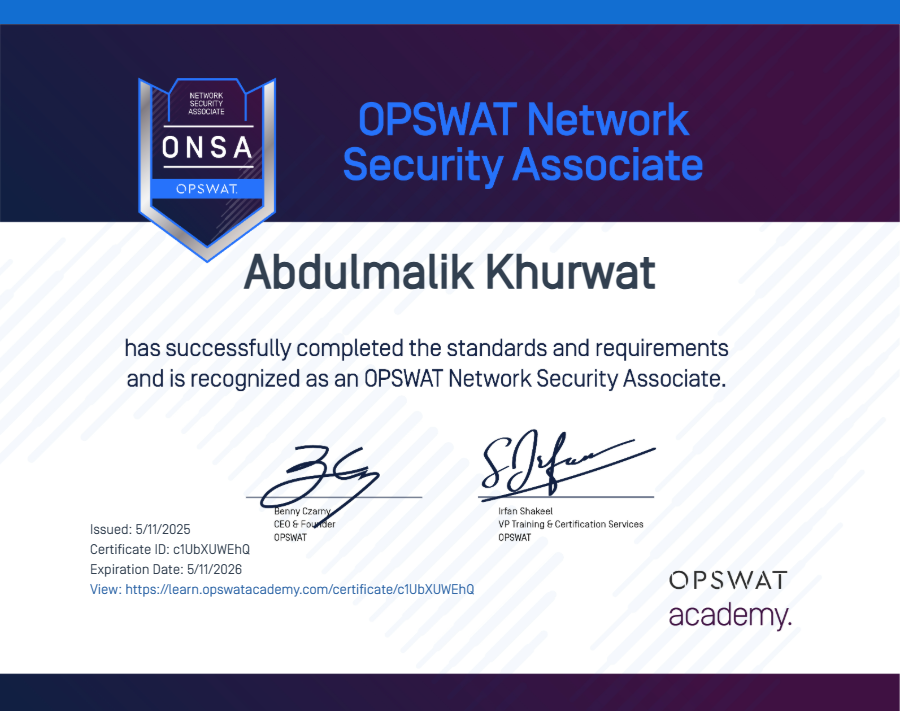 NETWORK
SECURITY
ASSOCIATE
ONSA
OPSWAT.
OPSWAT Network
Security Associate
Abdulmalik Khurwat
has successfully completed the standards and requirements
and is recognized as an OPSWAT Network Security Associate.
Benny Czarny
CEO & Founder
OPSWAT
Irfan Shakeel
VP Training & Certification Services
OPSWAT
Issued: 5/11/2025
Certificate ID: c1UbXUWEhQ
Expiration Date: 5/11/2026
View: https://learn.opswatacademy.com/certificate/c1UbXUWEhQ
OPSWAT
academy.